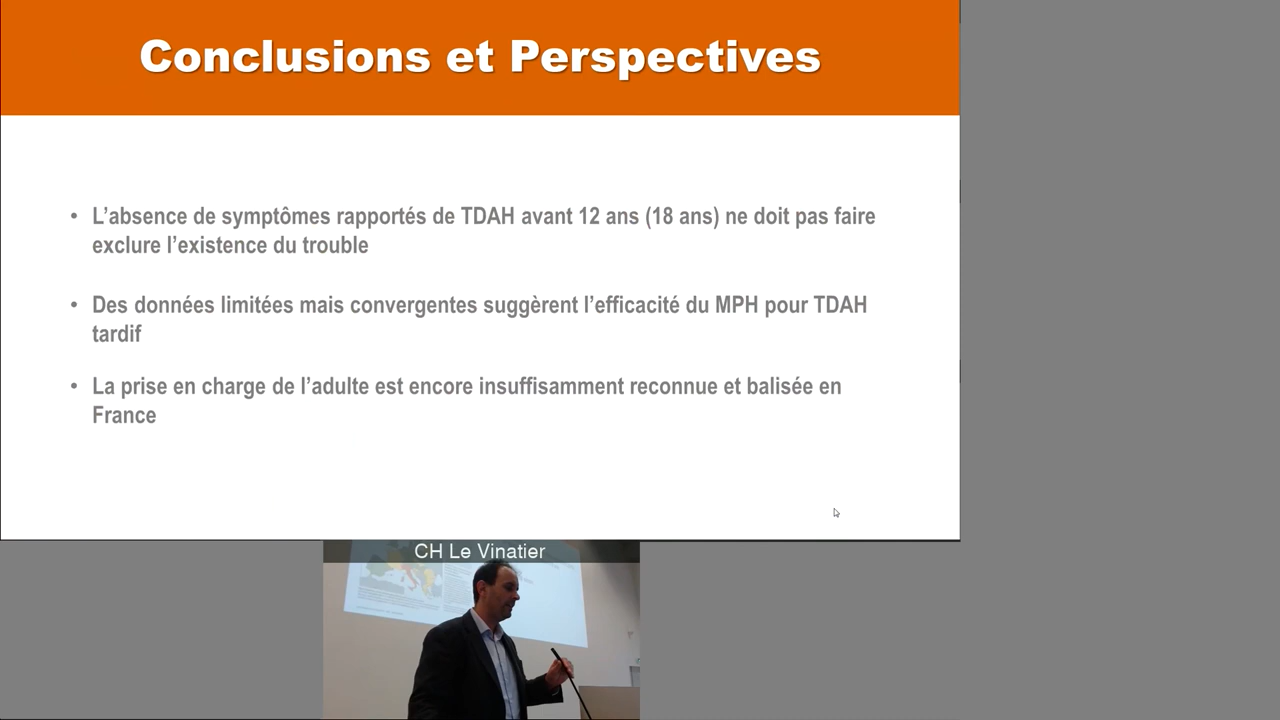 Conclusions et Perspectives
• L'absence de symptômes rapportés de TDAH avant 12 ans (18 ans) ne doit pas faire
exclure l'existence du trouble
• Des données limitées mais convergentes suggèrent l'efficacité du MPH pour TDAH
tardif
• La prise en charge de l'adulte est encore insuffisamment reconnue et balisée en
France
CH Le Vinatier